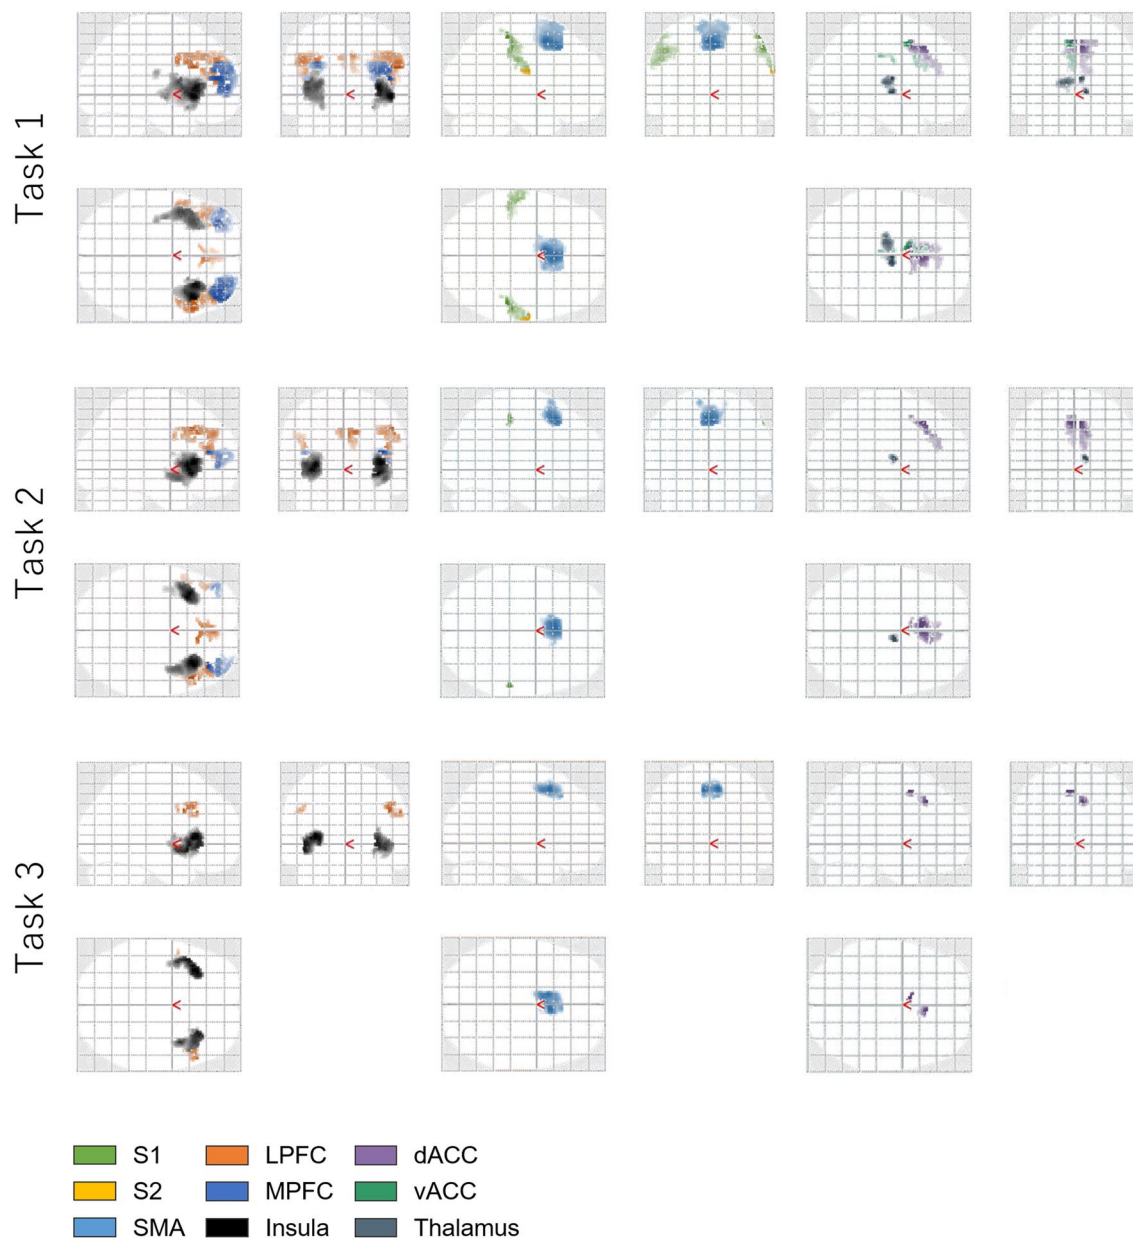 Task 1
Task 2
Task 3
S1 LPFC dACC
S2 MPFC vACC
SMA Insula Thalamus